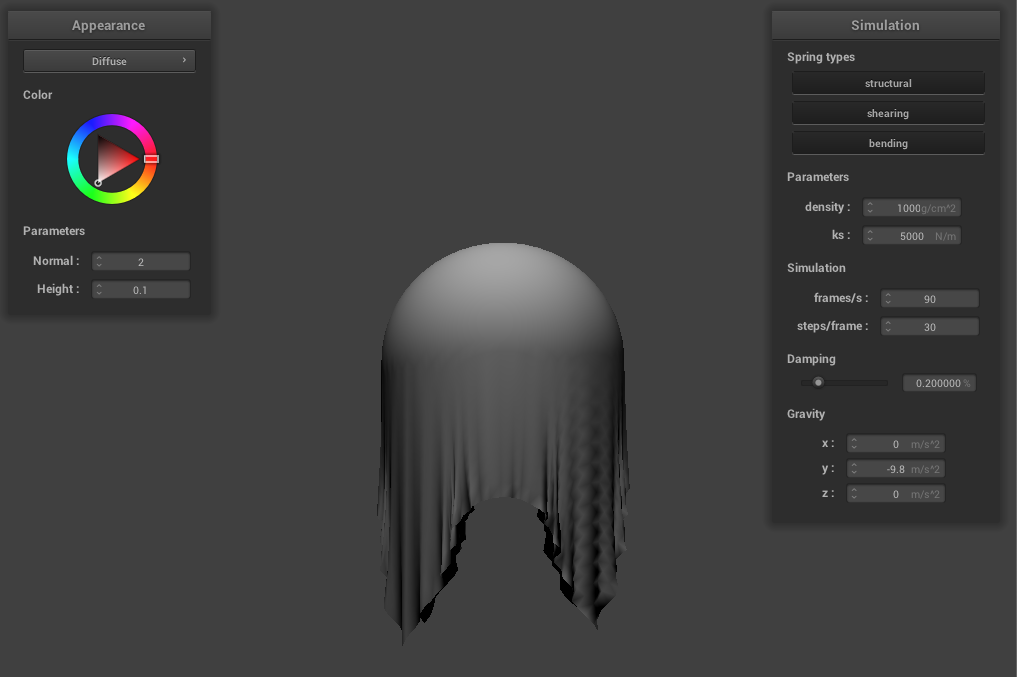 Appearance
Diffuse ›
Color
Parameters
Normal : 2
Height : 0.1
Simulation
Spring types
structural
shearing
bending
Parameters
density : 1000g/cm^2
ks : 5000 N/m
Simulation
frames/s : 90
steps/frame : 30
Damping
0.200000 %
Gravity
x : 0 m/s^2
y : -9.8 m/s^2
z : 0 m/s^2